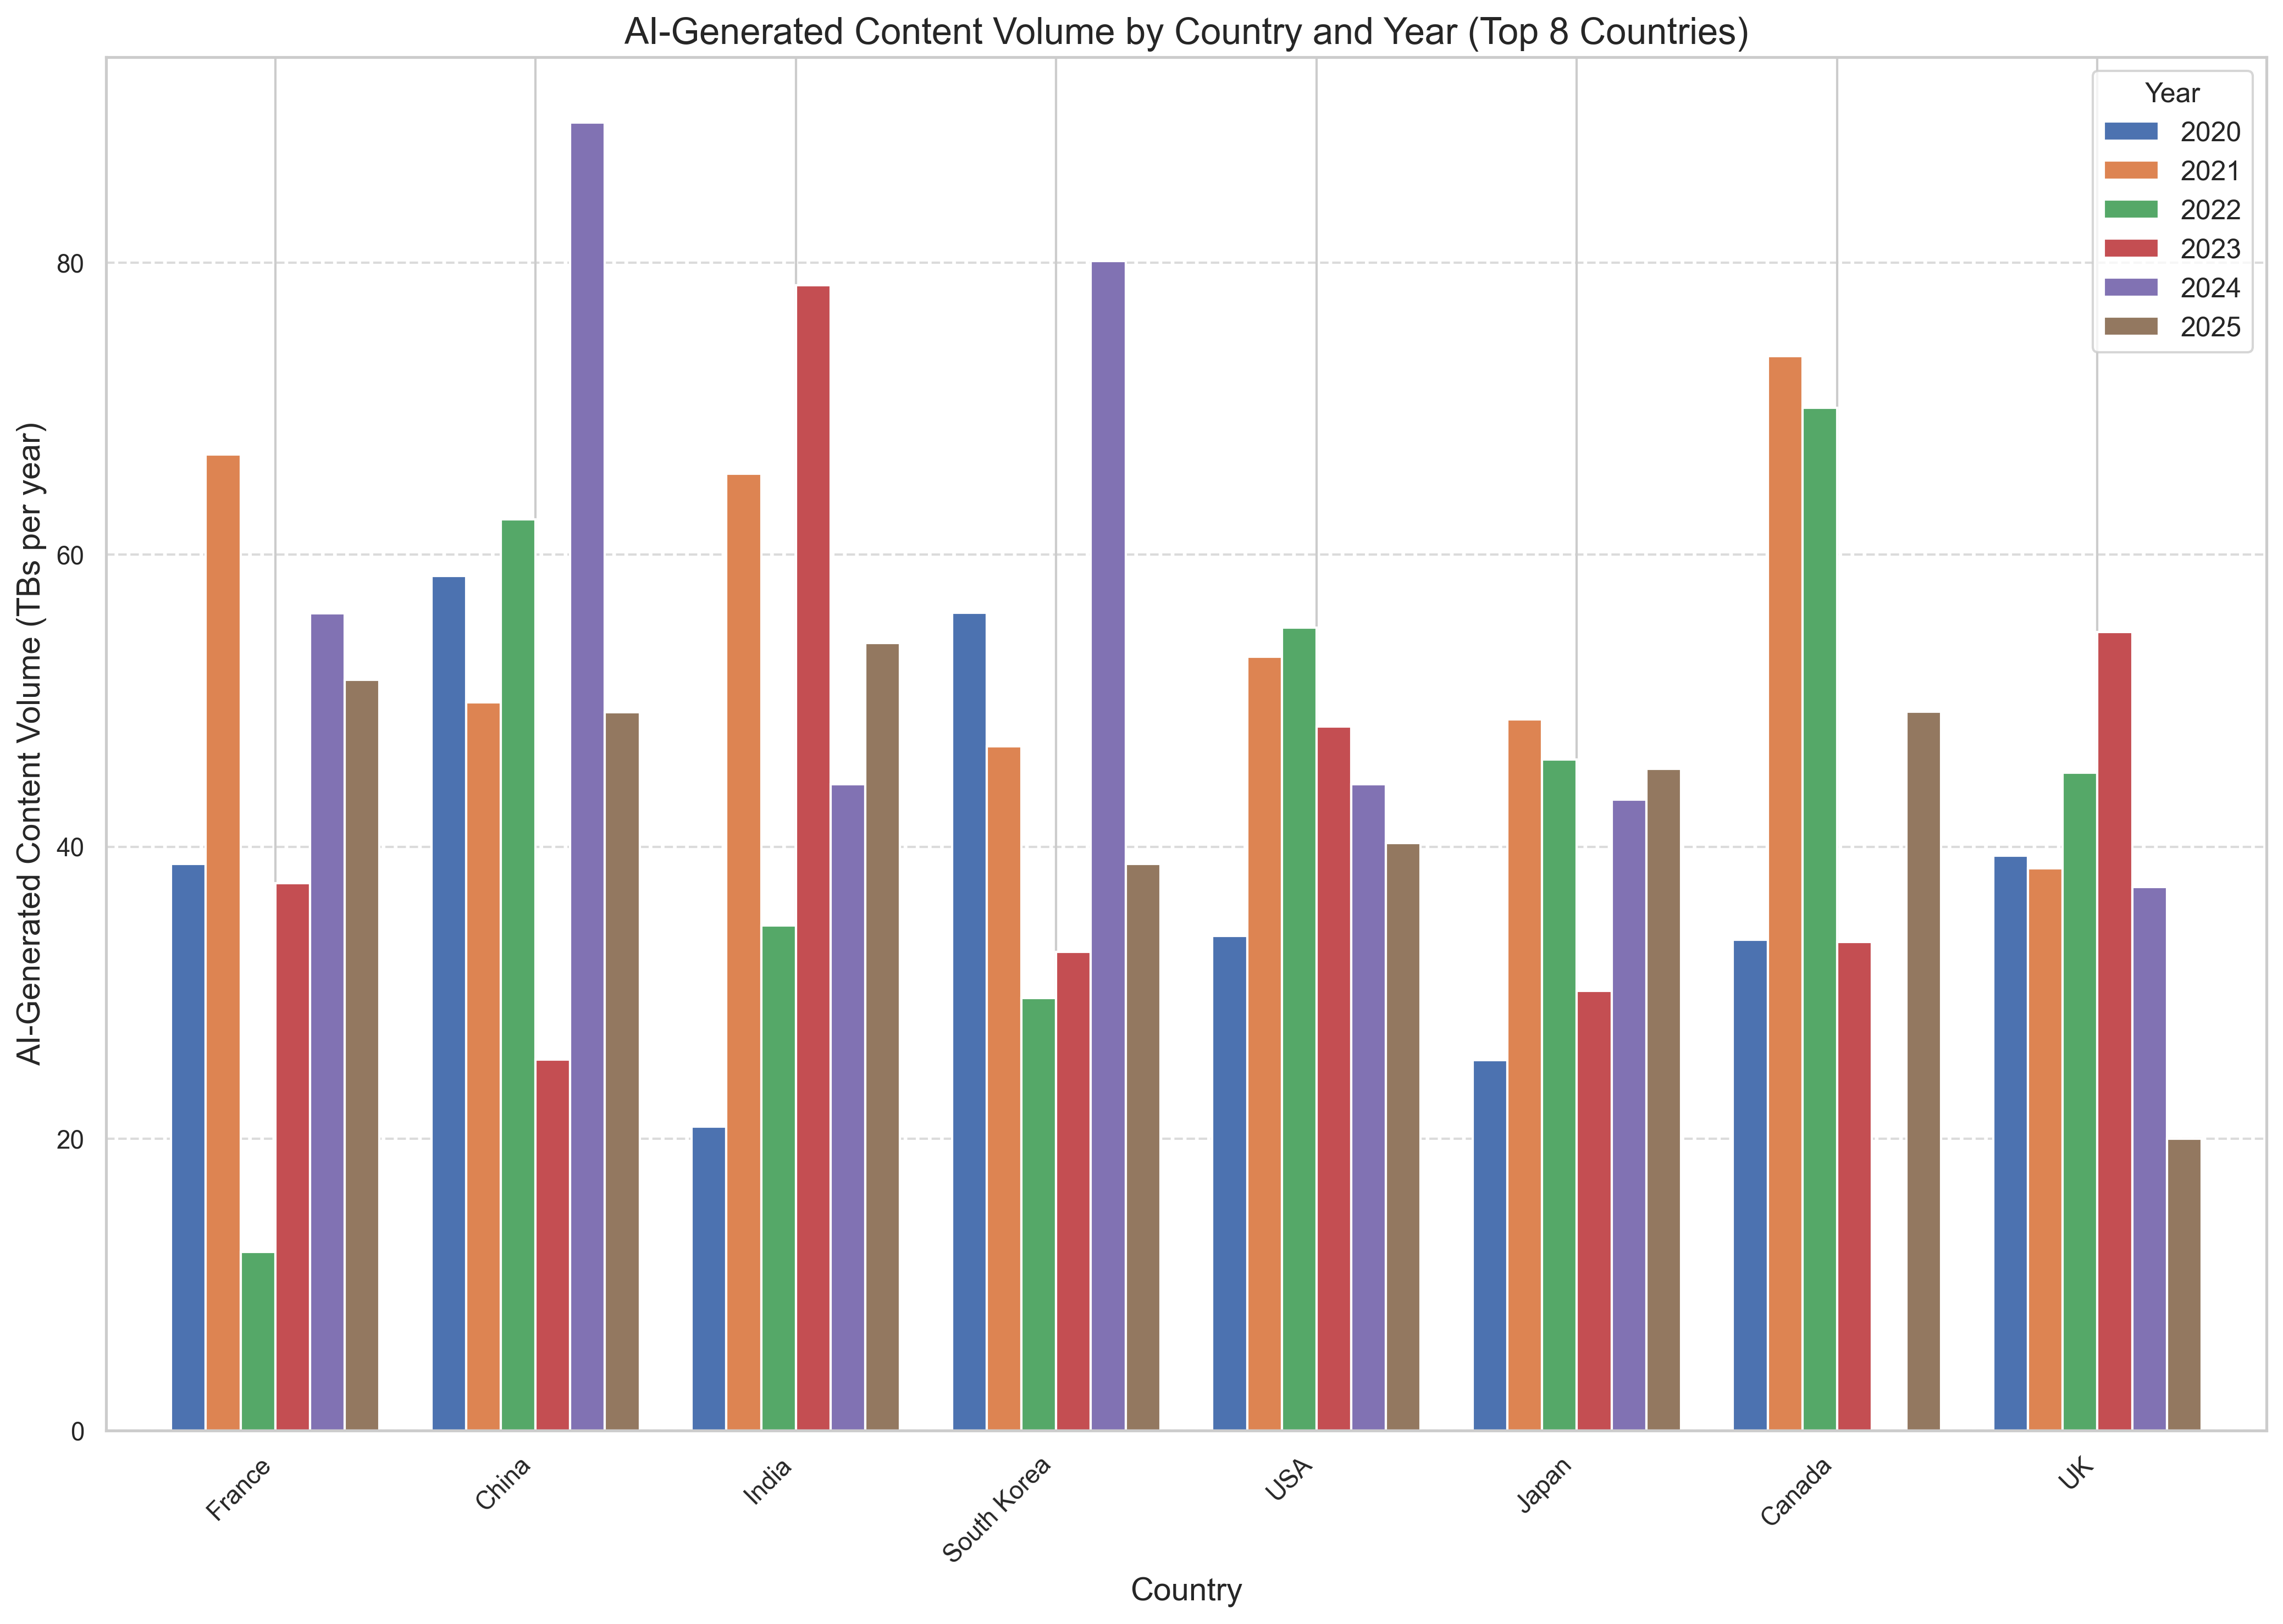 AI-Generated Content Volume by Country and Year (Top 8 Countries)
Year
2020
2021
2022
2023
2024
2025
AI-Generated Content Volume (TBs per year)
80
60
40
20
0
France
China
India
South Korea
USA
Japan
Canada
UK
Country